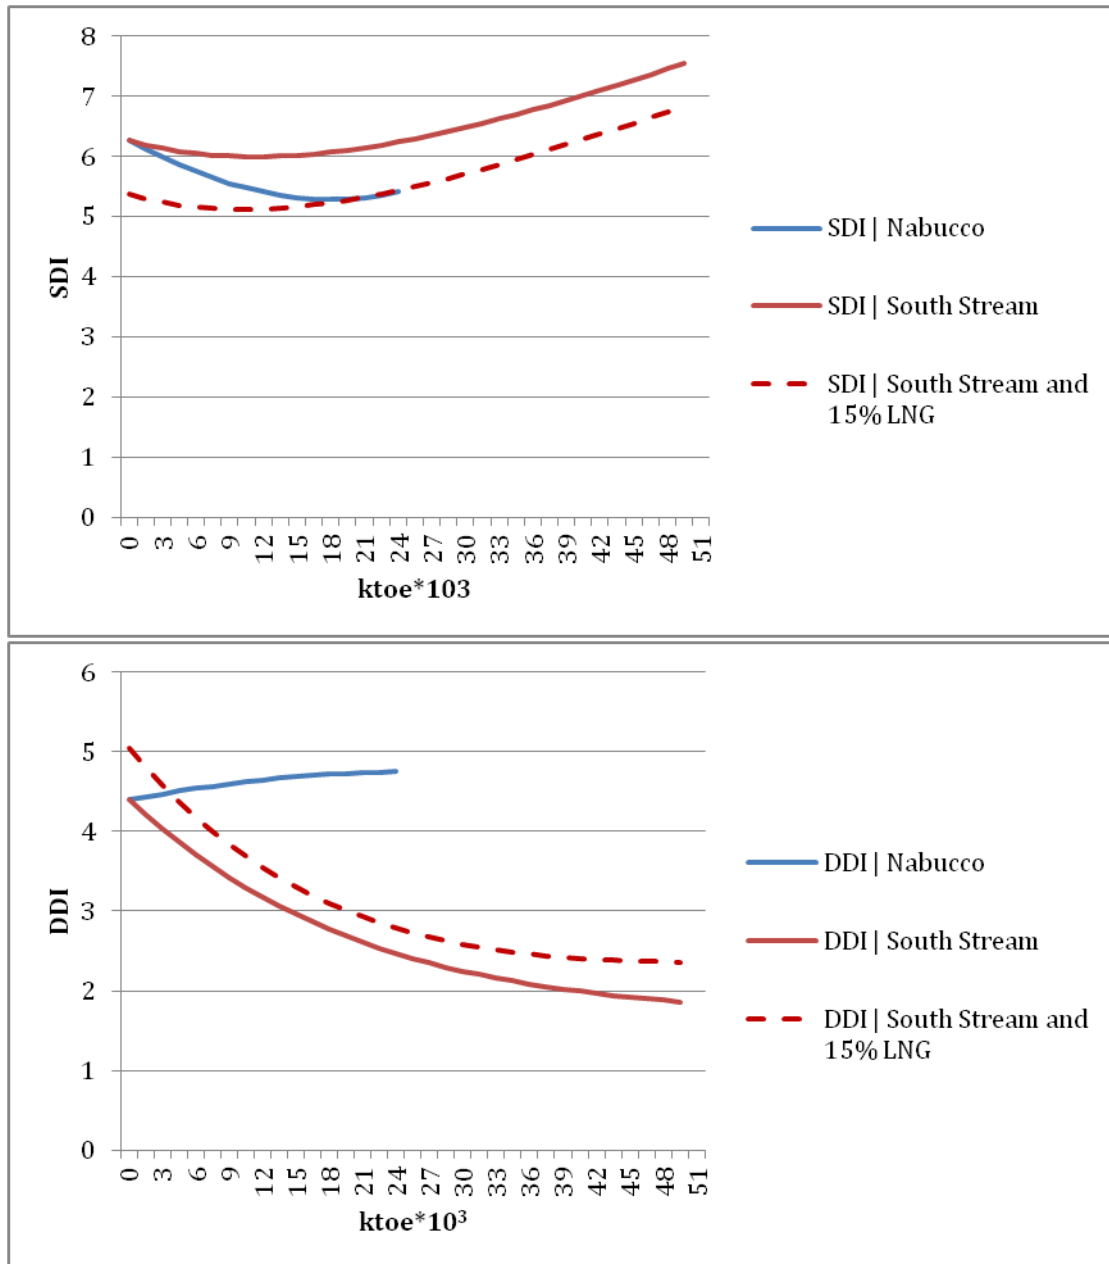 8
7
6
5
4
3
2
1
0
SDI
0 3 6 9 12 15 18 21 24 27 30 33 36 39 42 45 48 51
ktoe*103
SDI | Nabucco
SDI | South Stream
SDI | South Stream and
15% LNG
6
5
4
3
2
1
0
DDI
0 3 6 9 12 15 18 21 24 27 30 33 36 39 42 45 48 51
ktoe*10³
DDI | Nabucco
DDI | South Stream
DDI | South Stream and
15% LNG